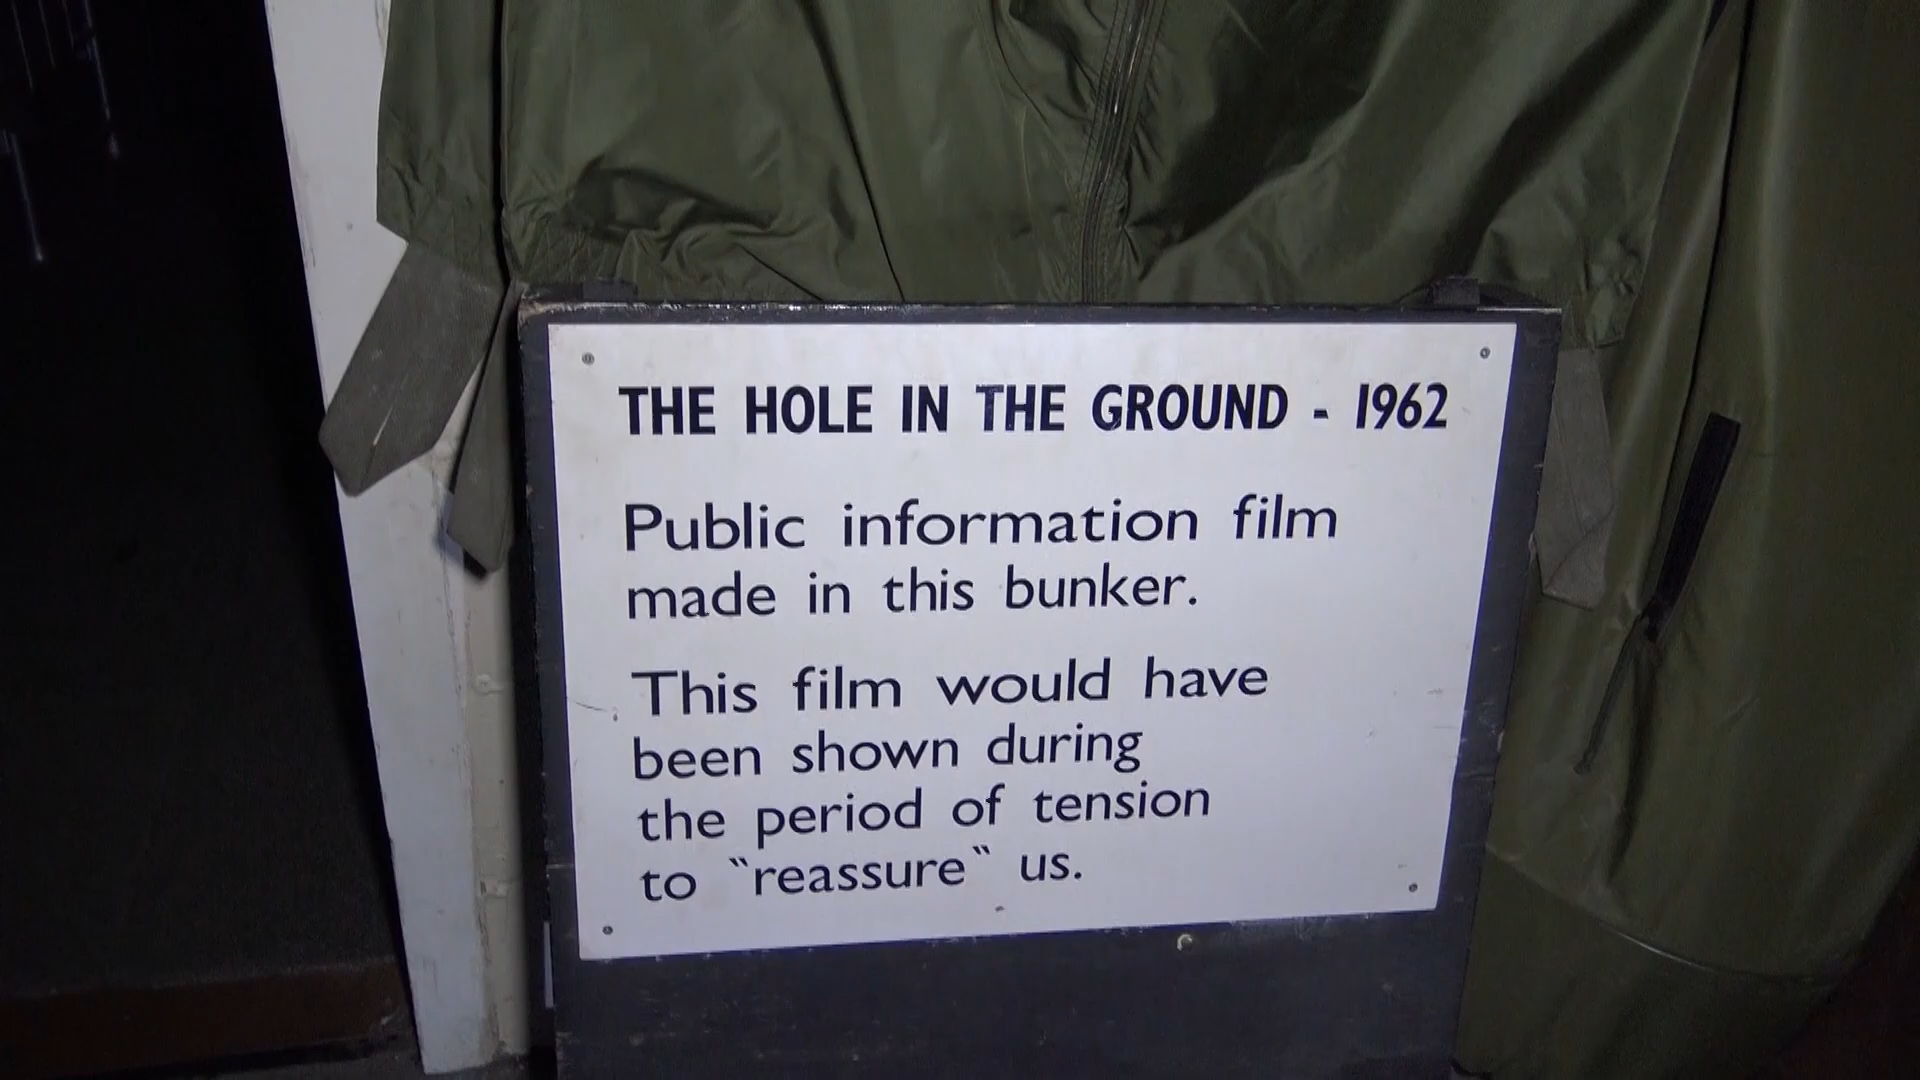 THE HOLE IN THE GROUND - 1962
Public information film
made in this bunker.
This film would have
been shown during
the period of tension
to "reassure" us.